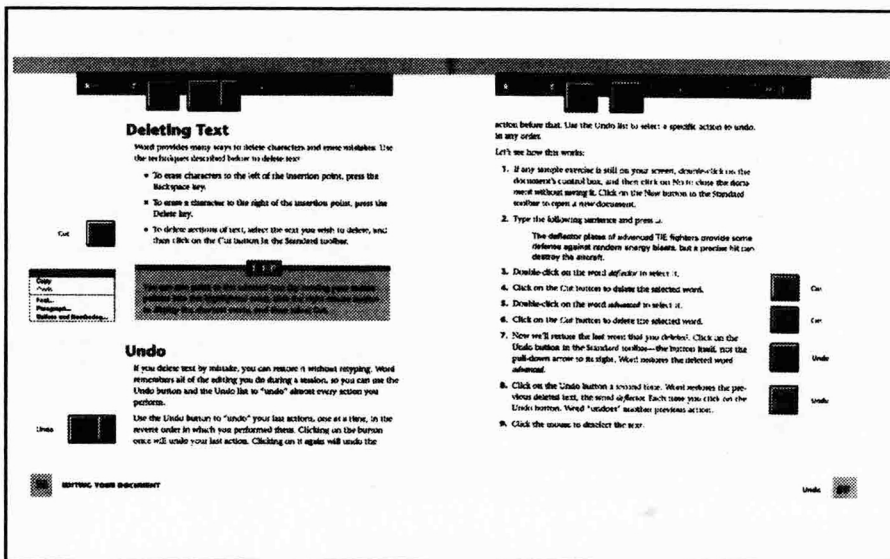 Deleting Text
Word provides many ways to delete characters and erase mistakes. Use
the techniques described below to delete text
To erase characters to the left of the insertion point, press the
Backspace key.
To erase a character to the right of the insertion point, press the
Delete key.
To delete sections of text, select the text you wish to delete, and
then click on the Cut button in the Standard toolbar.
Cut
TIP
Copy
Font...
Paragraph...
Bullets and Numbering...
Undo
If you delete text by mistake, you can restore it without retyping. Word
remembers all of the editing you do during a session, so you can use the
Undo button and the Undo list to "undo" almost every action you
perform.
Use the Undo button to "undo" your last actions, one at a time, in the
reverse order in which you performed them. Clicking on the button
once will undo your last action. Clicking on it again will undo the
Undo
EDITING YOUR DOCUMENT
action before that. Use the Undo list to select a specific action to undo,
in any order.
Let's see how this works:
1. If any sample exercise is still on your screen, double-click on the
document's control box, and then click on No to close the docu-
ment without saving it. Click on the New button in the Standard
toolbar to open a new document.
2. Type the following sentence and press
The deflector plates of advanced TIE fighters provide some
defense against random energy blasts, but a precise hit can
destroy the aircraft.
3. Double-click on the word deflector to select it.
4. Click on the Cut button to delete the selected word.
Cut
5. Double-click on the word advanced to select it.
6. Click on the Cut button to delete the selected word.
Cut
7. Now we'll restore the last word that you deleted. Click on the
Undo button in the Standard toolbar—the button itself, not the
pull-down arrow to its right. Word restores the deleted word
advanced.
Undo
8. Click on the Undo button a second time. Word restores the pre-
vious deleted text, the word deflector. Each time you click on the
Undo button, Word "undoes" another previous action.
Undo
9. Click the mouse to deselect the text.
Undo